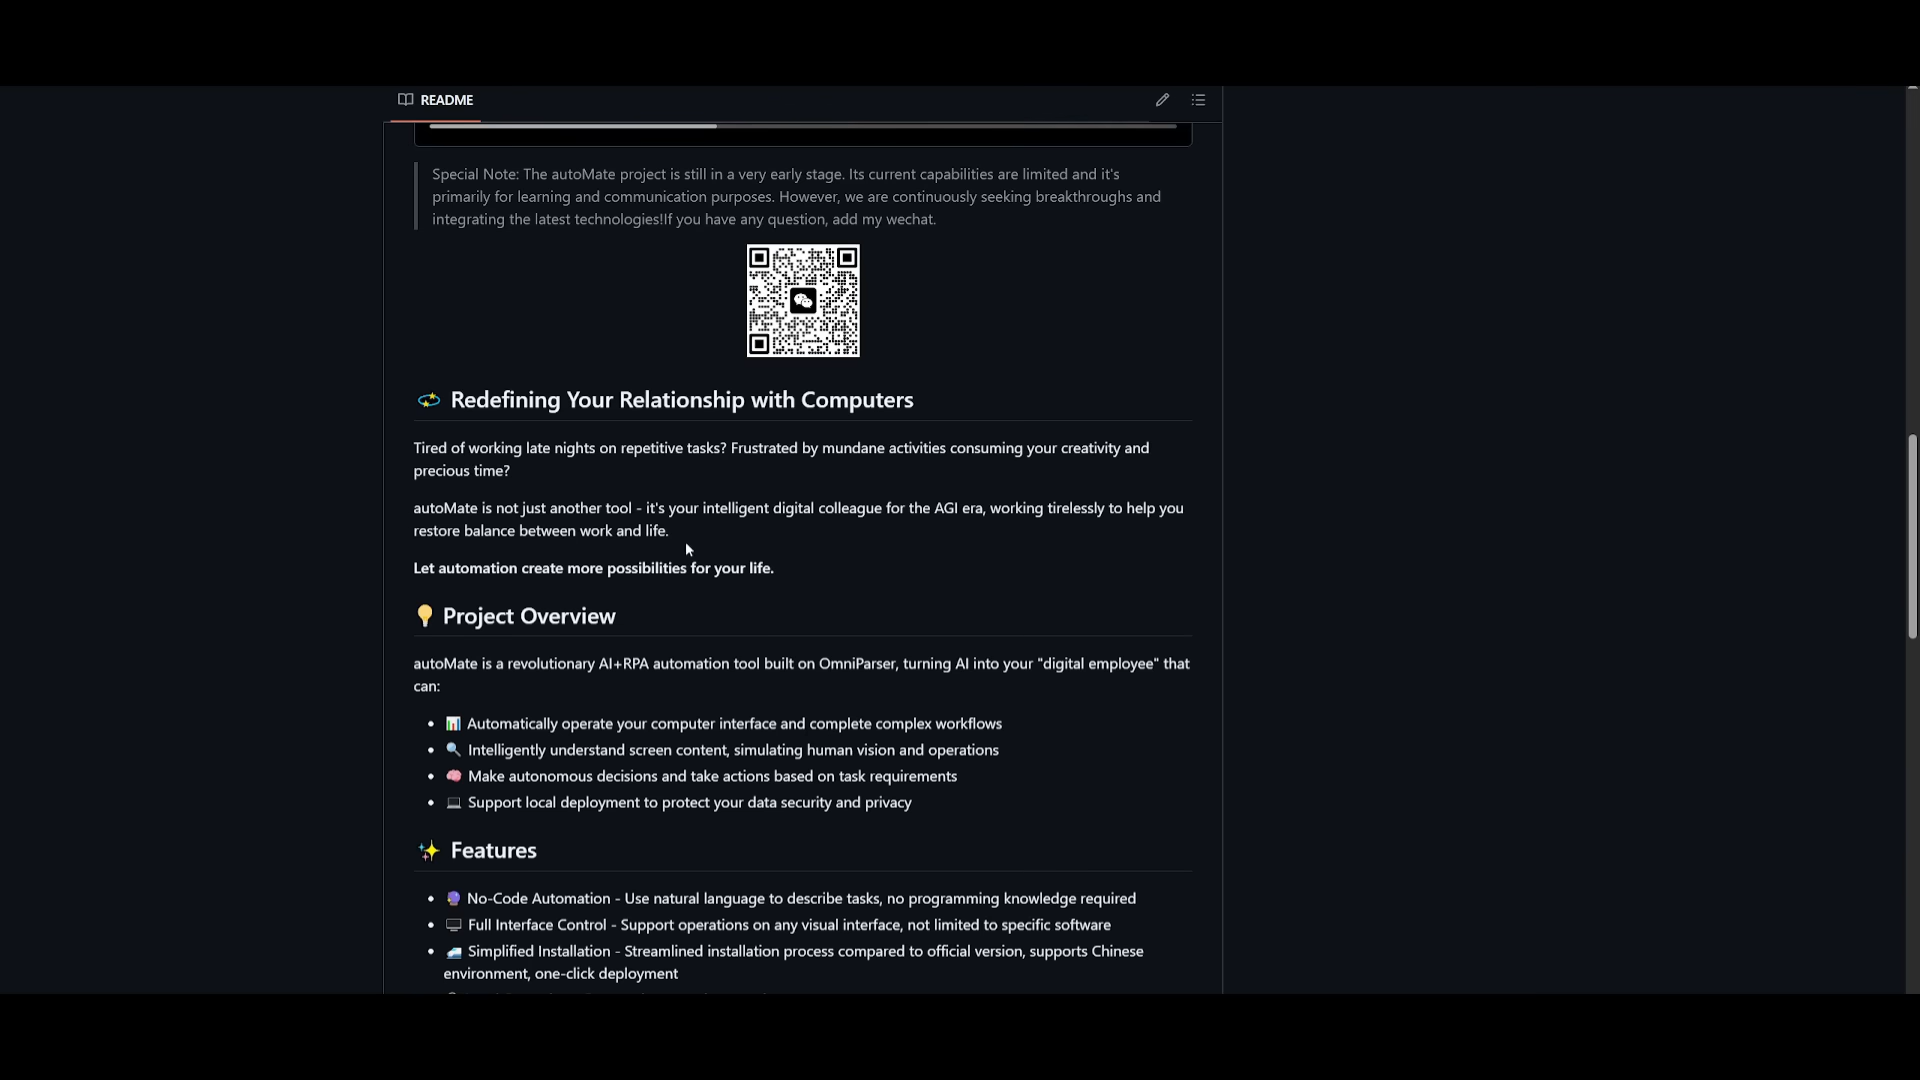 README
Special Note: The autoMate project is still in a very early stage. Its current capabilities are limited and it's
primarily for learning and communication purposes. However, we are continuously seeking breakthroughs and
integrating the latest technologies!If you have any question, add my wechat.
Redefining Your Relationship with Computers
Tired of working late nights on repetitive tasks? Frustrated by mundane activities consuming your creativity and
precious time?
autoMate is not just another tool - it's your intelligent digital colleague for the AGI era, working tirelessly to help you
restore balance between work and life.
Let automation create more possibilities for your life.
Project Overview
autoMate is a revolutionary AI+RPA automation tool built on OmniParser, turning AI into your "digital employee" that
can:
Automatically operate your computer interface and complete complex workflows
Intelligently understand screen content, simulating human vision and operations
Make autonomous decisions and take actions based on task requirements
Support local deployment to protect your data security and privacy
Features
No-Code Automation - Use natural language to describe tasks, no programming knowledge required
Full Interface Control - Support operations on any visual interface, not limited to specific software
Simplified Installation - Streamlined installation process compared to official version, supports Chinese
environment, one-click deployment